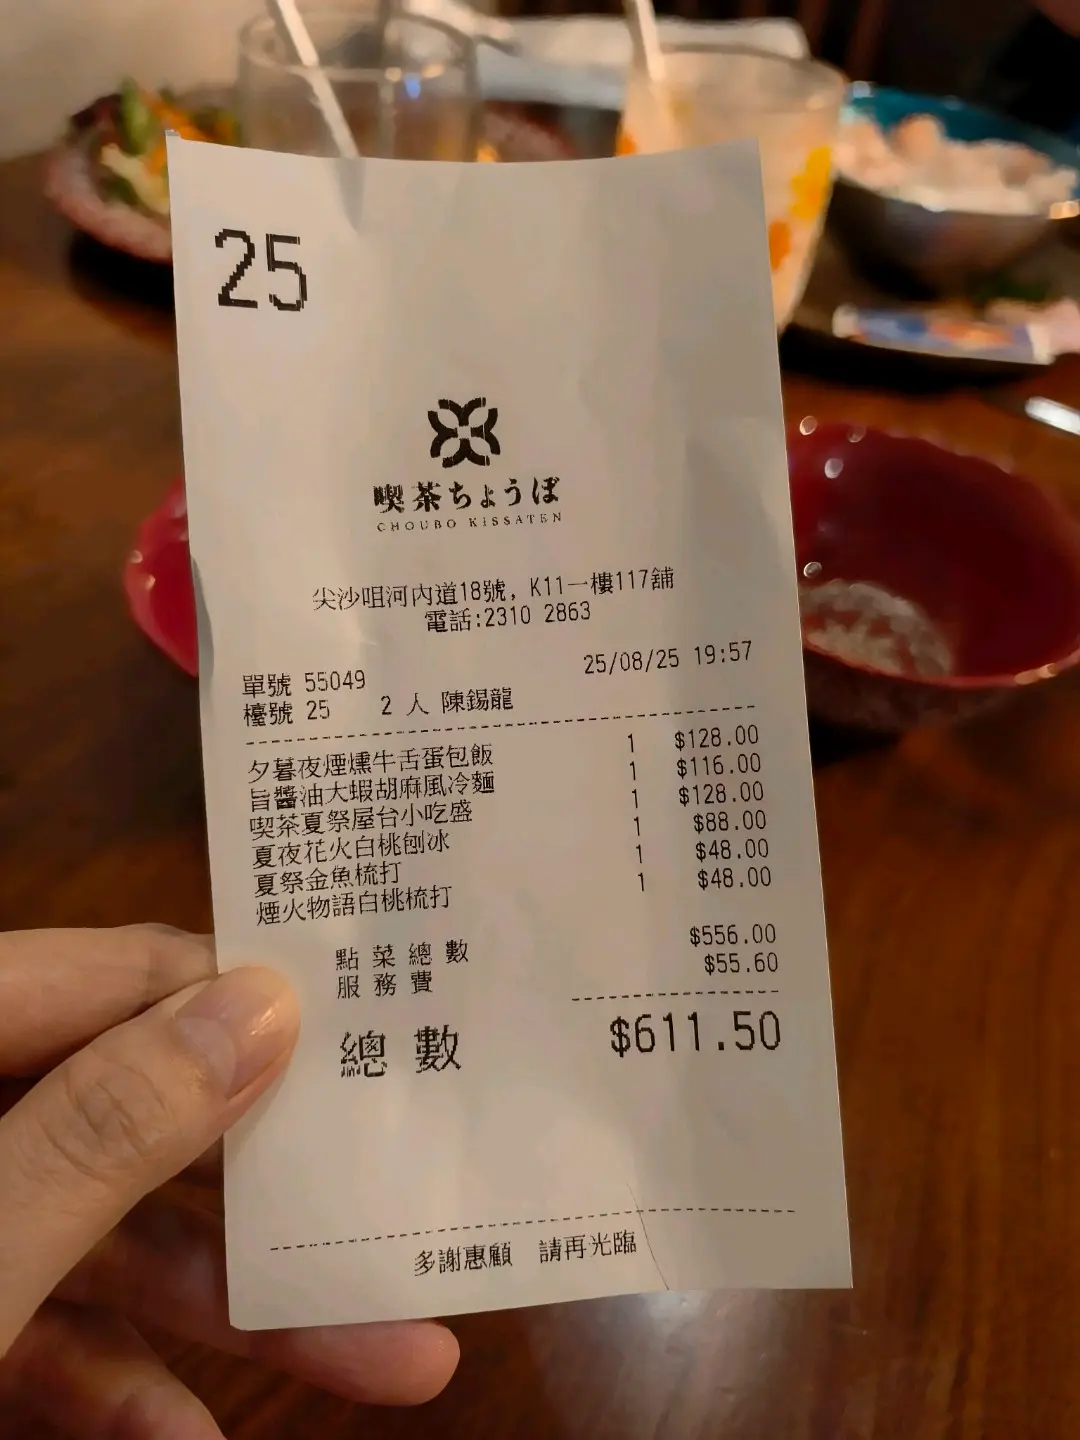 25
喫茶ちょうぼ
CHOUBO KISSATEN
尖沙咀河內道18號, K11一樓117舖
電話:2310 2863
單號 55049 25/08/25 19:57
檯號 25 2 人 陳錫龍
夕暮夜煙燻牛舌蛋包飯 1 $128.00
旨醬油大蝦胡麻風冷麵 1 $116.00
喫茶夏祭屋台小吃盛 1 $128.00
夏夜花火白桃刨冰 1 $88.00
夏祭金魚梳打 1 $48.00
煙火物語白桃梳打 1 $48.00
點菜總數 $556.00
服務費 $55.60
總數 $611.50
多謝惠顧 請再光臨